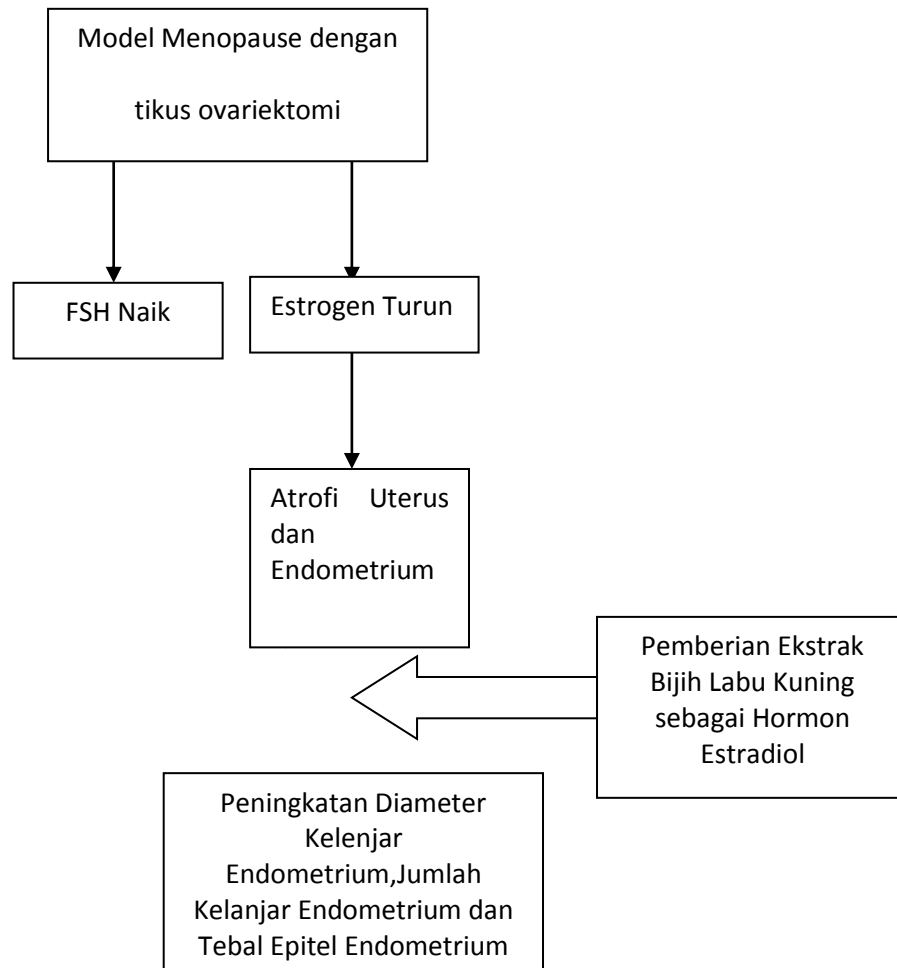 Model Menopause dengan
tikus ovariektomi
FSH Naik
Estrogen Turun
Atrofi Uterus
dan
Endometrium
Pemberian Ekstrak
Bijih Labu Kuning
sebagai Hormon
Estradiol
Peningkatan Diameter
Kelenjar
Endometrium,Jumlah
Kelanjar Endometrium dan
Tebal Epitel Endometrium